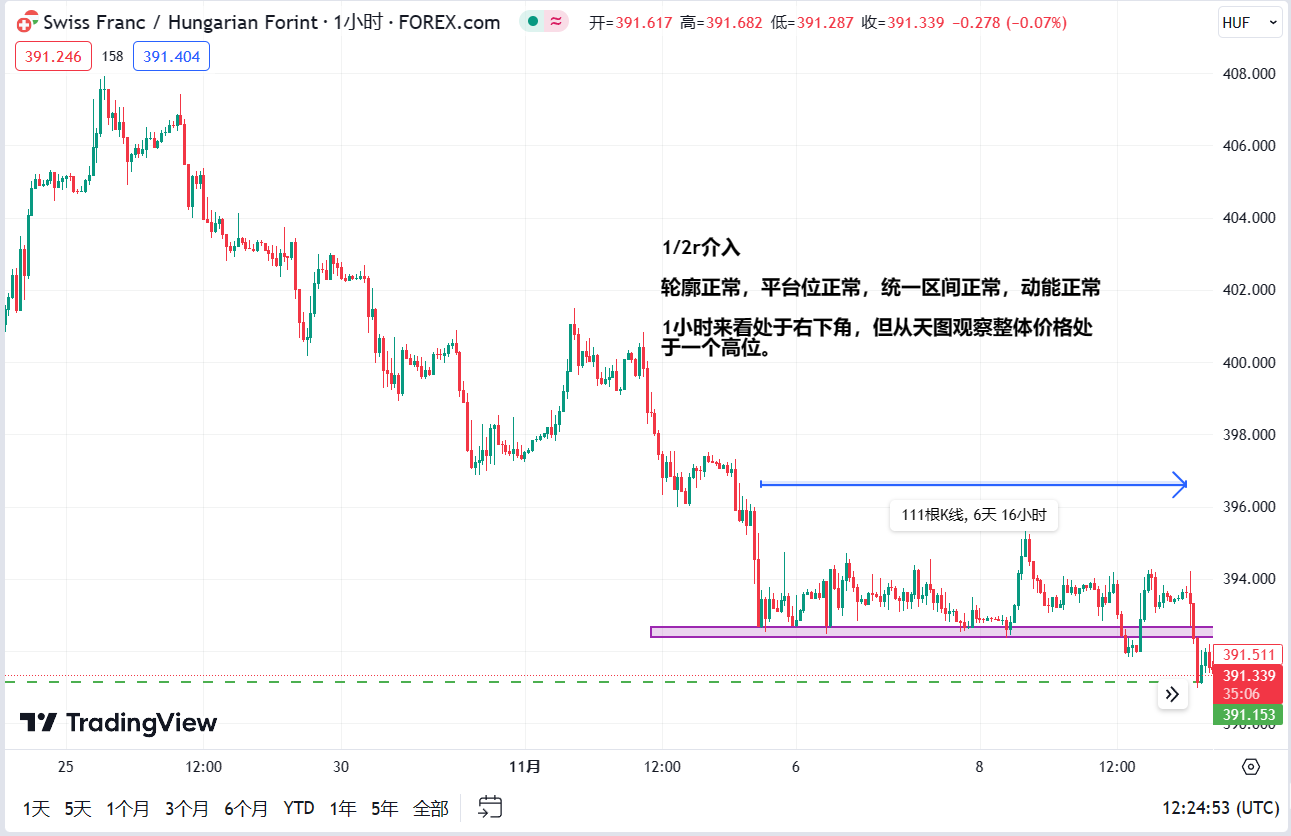 Swiss Franc / Hungarian Forint · 1小时 · FOREX.com ≈ 开=391.617 高=391.682 低=391.287 收=391.339 −0.278 (−0.07%) HUF
391.246 158 391.404
408.000
406.000
404.000
1/2r介入
轮廓正常，平台位正常，统一区间正常，动能正常
402.000
1小时来看处于右下角，但从天图观察整体价格处
于一个高位。
400.000
398.000
396.000
111根K线, 6天 16小时
394.000
391.511
391.339
35:06
391.153
TradingView
25 12:00 30 11月 12:00 6 8 12:00
1天 5天 1个月 3个月 6个月 YTD 1年 5年 全部 12:24:53 (UTC)